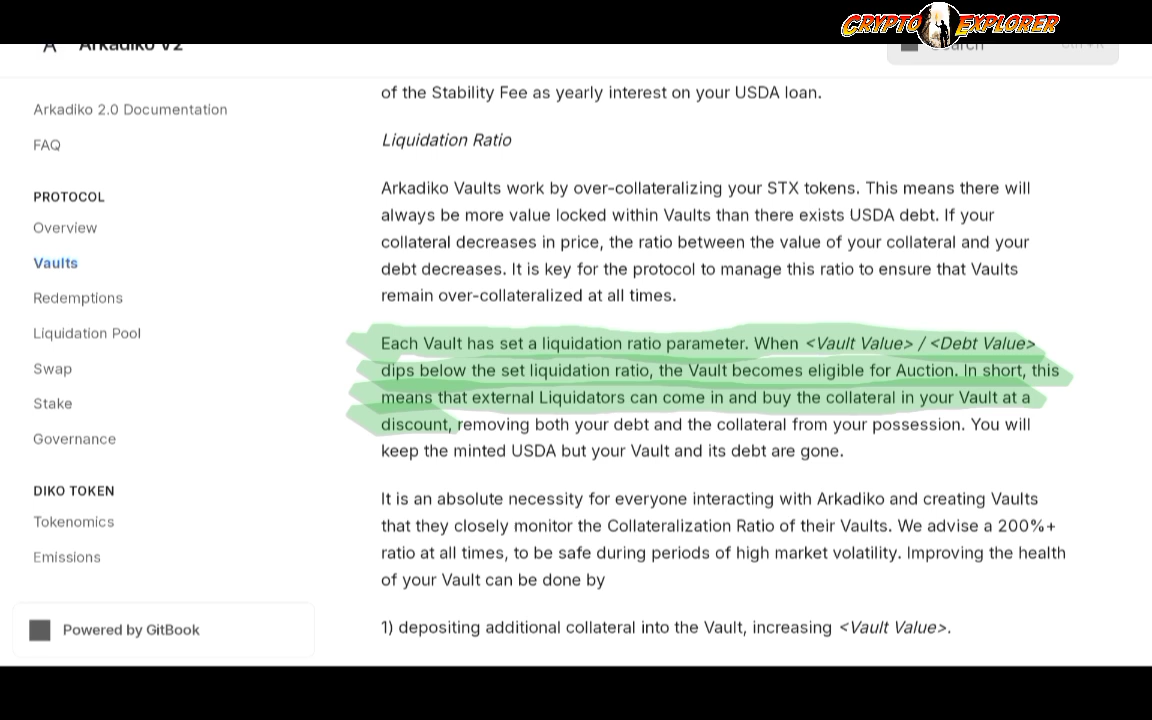 CRYPTO EXPLORER
Arkadiko V2
Search
Arkadiko 2.0 Documentation
FAQ
PROTOCOL
Overview
Vaults
Redemptions
Liquidation Pool
Swap
Stake
Governance
DIKO TOKEN
Tokenomics
Emissions
Powered by GitBook
of the Stability Fee as yearly interest on your USDA loan.
Liquidation Ratio
Arkadiko Vaults work by over-collateralizing your STX tokens. This means there will
always be more value locked within Vaults than there exists USDA debt. If your
collateral decreases in price, the ratio between the value of your collateral and your
debt decreases. It is key for the protocol to manage this ratio to ensure that Vaults
remain over-collateralized at all times.
Each Vault has set a liquidation ratio parameter. When <Vault Value> / <Debt Value>
dips below the set liquidation ratio, the Vault becomes eligible for Auction. In short, this
means that external Liquidators can come in and buy the collateral in your Vault at a
discount, removing both your debt and the collateral from your possession. You will
keep the minted USDA but your Vault and its debt are gone.
It is an absolute necessity for everyone interacting with Arkadiko and creating Vaults
that they closely monitor the Collateralization Ratio of their Vaults. We advise a 200%+
ratio at all times, to be safe during periods of high market volatility. Improving the health
of your Vault can be done by
1) depositing additional collateral into the Vault, increasing <Vault Value>.